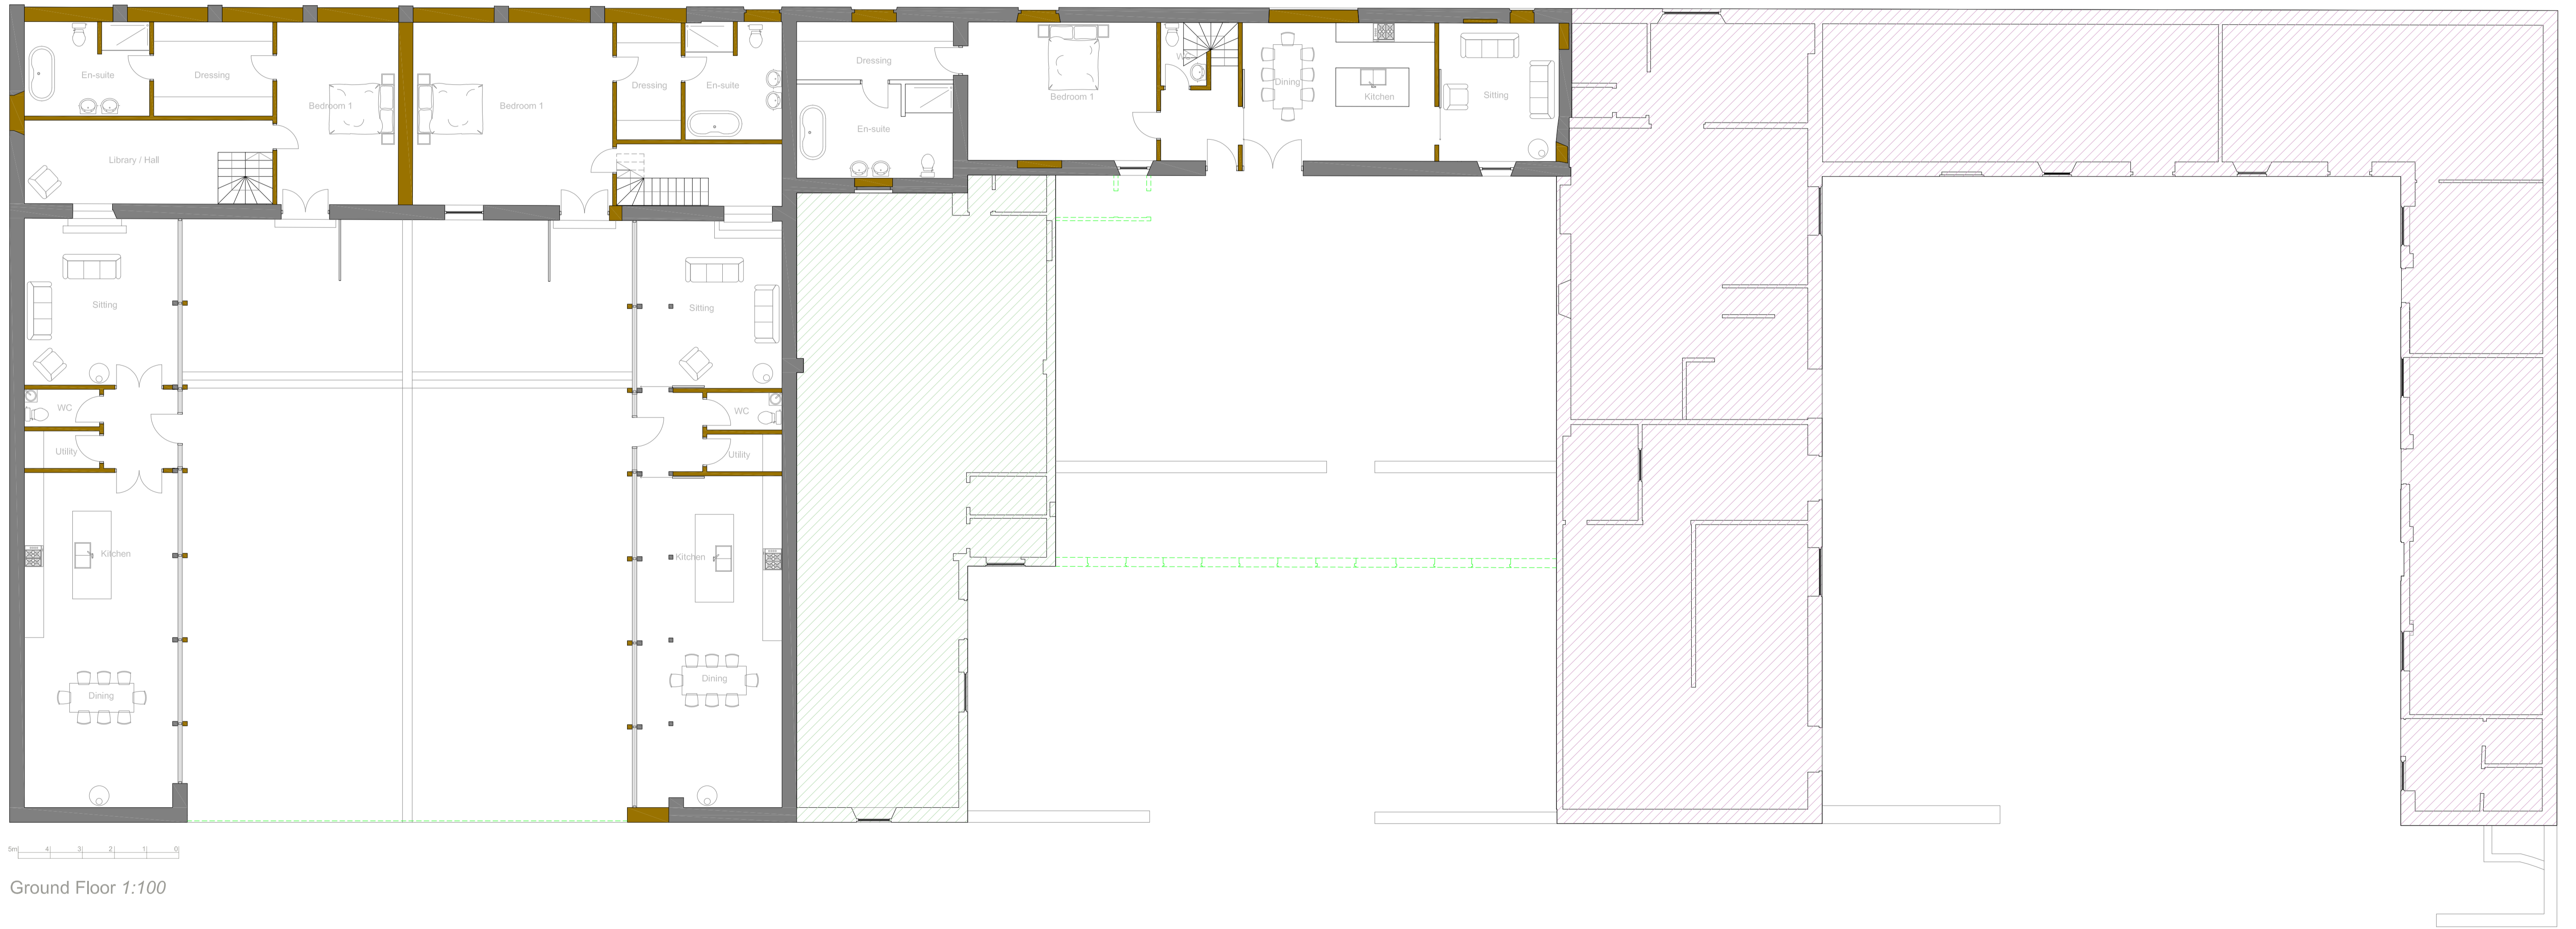 En-suite
Dressing
Bedroom 1
Bedroom 1
Dressing
En-suite
Dressing
En-suite
Bedroom 1
Dining
Kitchen
Sitting
Library / Hall
Sitting
Sitting
WC
WC
Utility
Utility
Kitchen
Kitchen
Dining
Dining
5m 4 3 2 1 0
Ground Floor 1:100